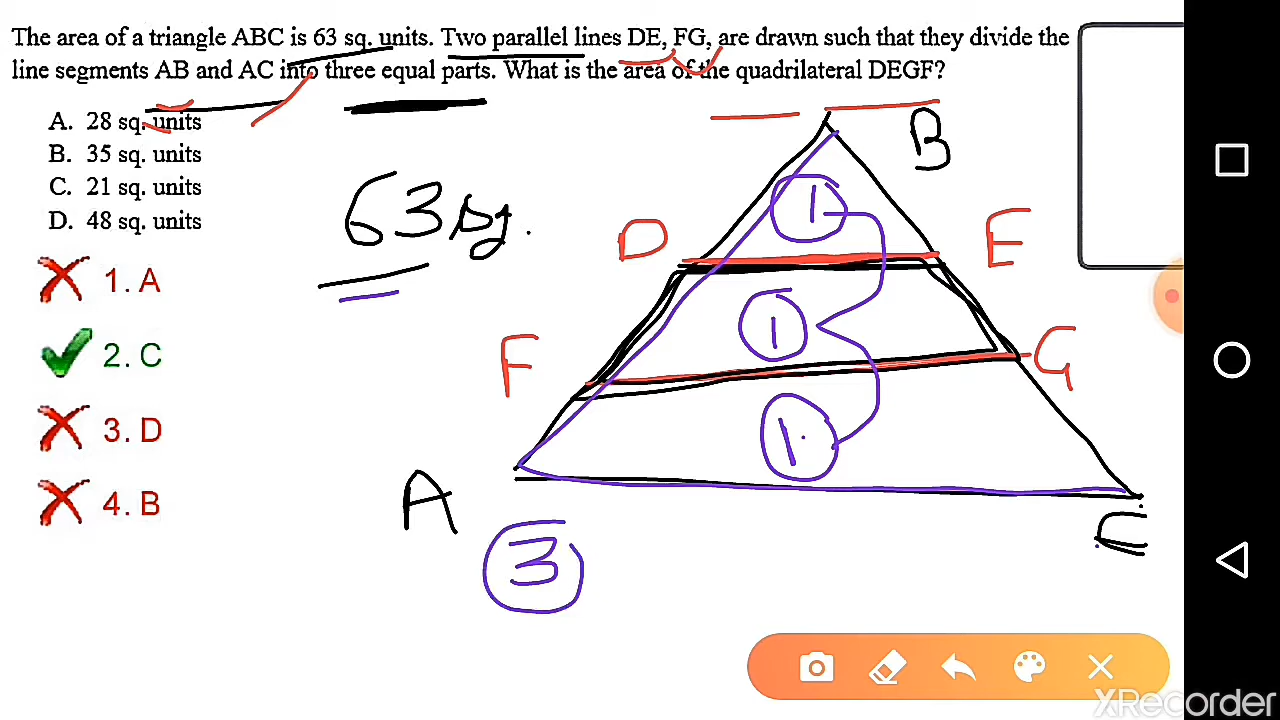 The area of a triangle ABC is 63 sq. units. Two parallel lines DE, FG, are drawn such that they divide the
line segments AB and AC into three equal parts. What is the area of the quadrilateral DEGF?
A. 28 sq. units
B. 35 sq. units
C. 21 sq. units
D. 48 sq. units
1. A
2. C
3. D
4. B
63 sq.
B
1
D
E
1
F
G
1
A
C
3
XRecorder